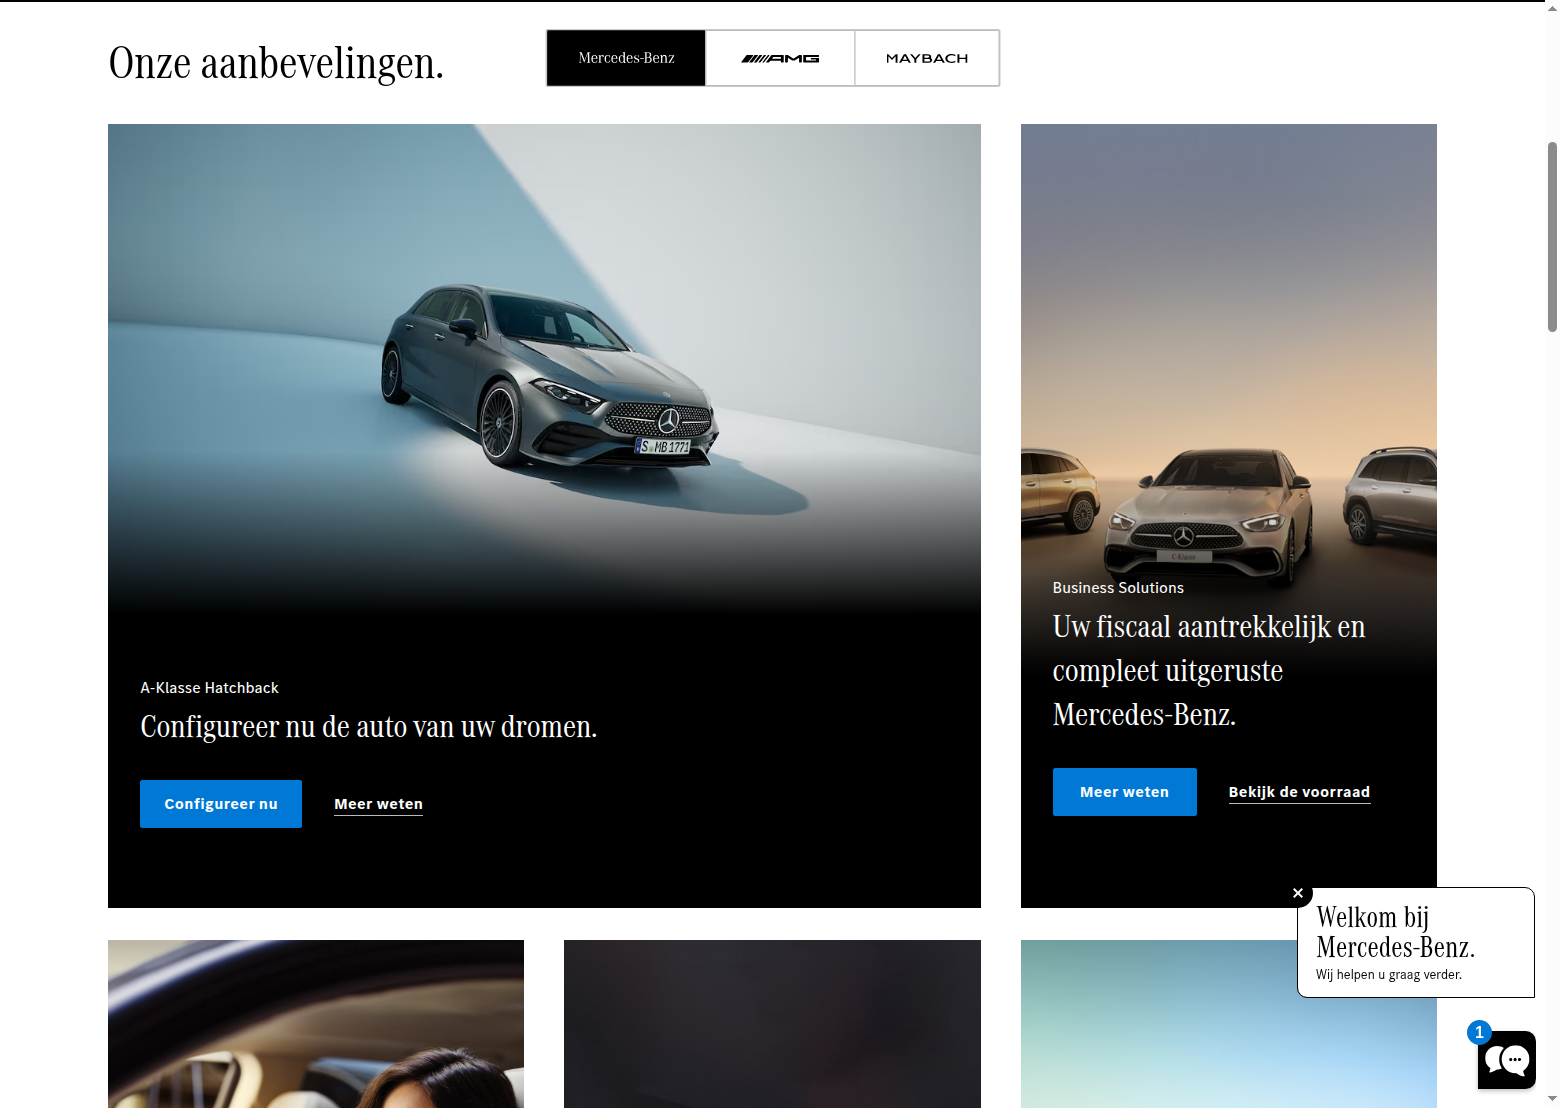 Onze aanbevelingen.
Mercedes-Benz
AMG
MAYBACH
S MB 1771
C-Klasse
A-Klasse Hatchback
Configureer nu de auto van uw dromen.
Configureer nu
Meer weten
Business Solutions
Uw fiscaal aantrekkelijk en
compleet uitgeruste
Mercedes-Benz.
Meer weten
Bekijk de voorraad
Welkom bij
Mercedes-Benz.
Wij helpen u graag verder.
1